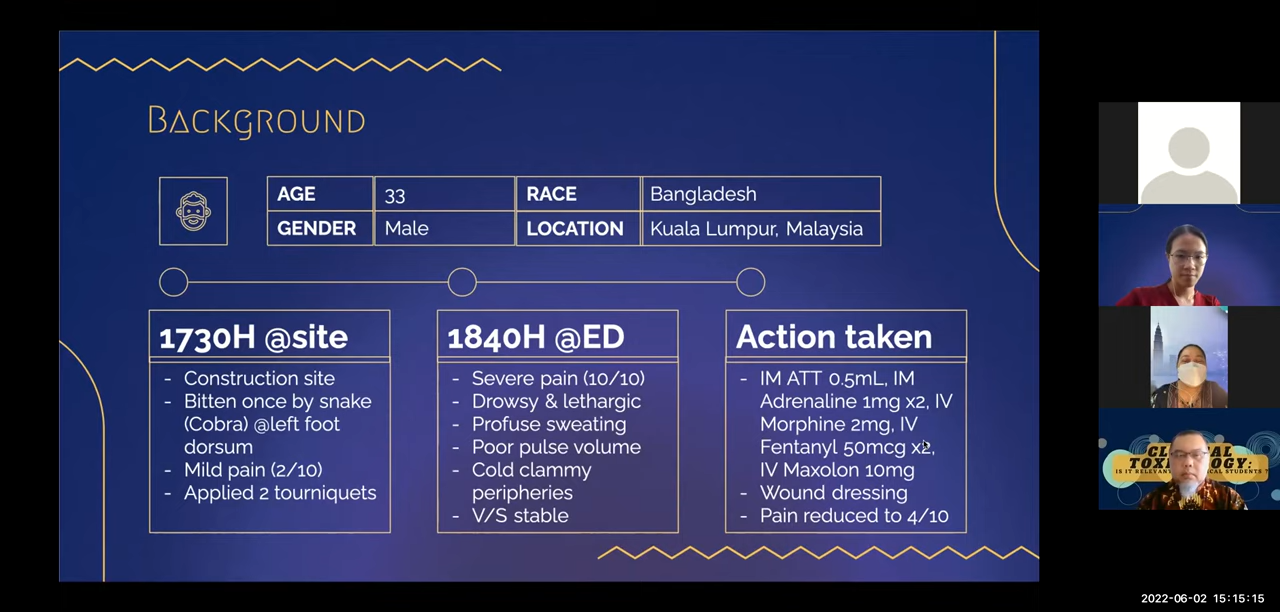 BACKGROUND
AGE 33 RACE Bangladesh
GENDER Male LOCATION Kuala Lumpur, Malaysia
1730H @site
- Construction site
- Bitten once by snake
(Cobra) @left foot
dorsum
- Mild pain (2/10)
- Applied 2 tourniquets
1840H @ED
- Severe pain (10/10)
- Drowsy & lethargic
- Profuse sweating
- Poor pulse volume
- Cold clammy
peripheries
- V/S stable
Action taken
- IM ATT 0.5mL, IM
Adrenaline 1mg x2, IV
Morphine 2mg, IV
Fentanyl 50mcg x2,
IV Maxolon 10mg
- Wound dressing
- Pain reduced to 4/10
IS IT RELEVANT
STUDENTS ?
2022-06-02 15:15:15